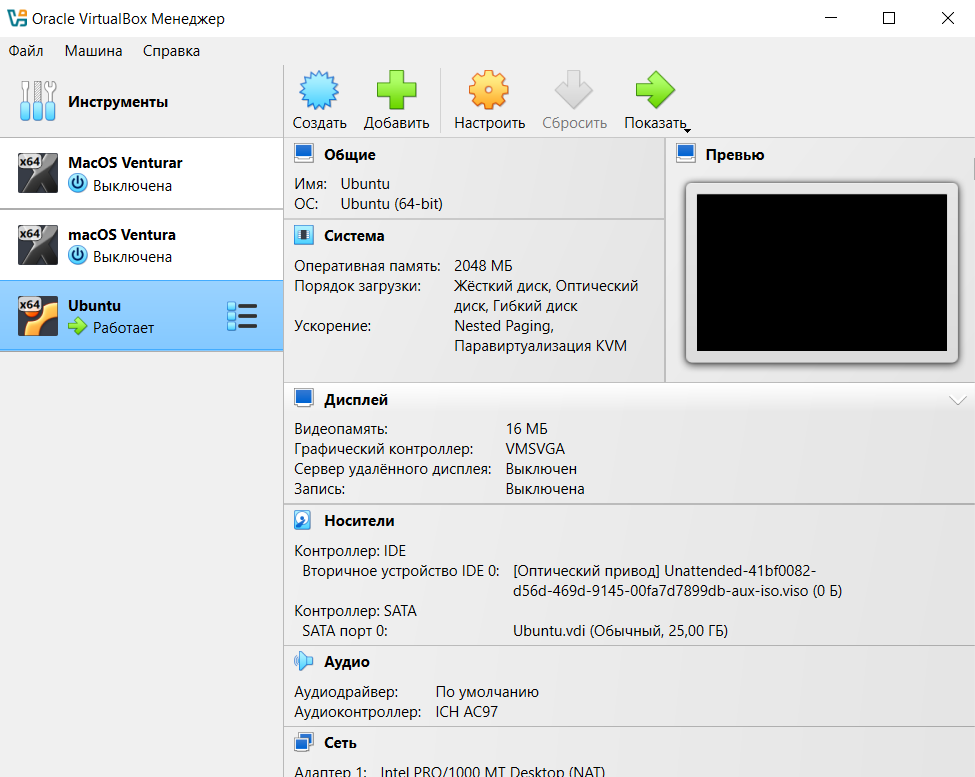 Oracle VirtualBox Менеджер
Файл Машина Справка
Инструменты
Создать Добавить Настроить Сбросить Показать
x64 MacOS Venturar
Выключена
x64 macOS Ventura
Выключена
x64 Ubuntu
Работает
Общие
Имя: Ubuntu
ОС: Ubuntu (64-bit)
Превью
Система
Оперативная память: 2048 МБ
Порядок загрузки: Жёсткий диск, Оптический
диск, Гибкий диск
Ускорение: Nested Paging,
Паравиртуализация KVM
Дисплей
Видеопамять: 16 МБ
Графический контроллер: VMSVGA
Сервер удалённого дисплея: Выключен
Запись: Выключена
Носители
Контроллер: IDE
Вторичное устройство IDE 0: [Оптический привод] Unattended-41bf0082-
d56d-469d-9145-00fa7d7899db-aux-iso.viso (0 Б)
Контроллер: SATA
SATA порт 0: Ubuntu.vdi (Обычный, 25,00 ГБ)
Аудио
Аудиодрайвер: По умолчанию
Аудиоконтроллер: ICH AC97
Сеть
Адаптер 1: Intel PRO/1000 MT Desktop (NAT)